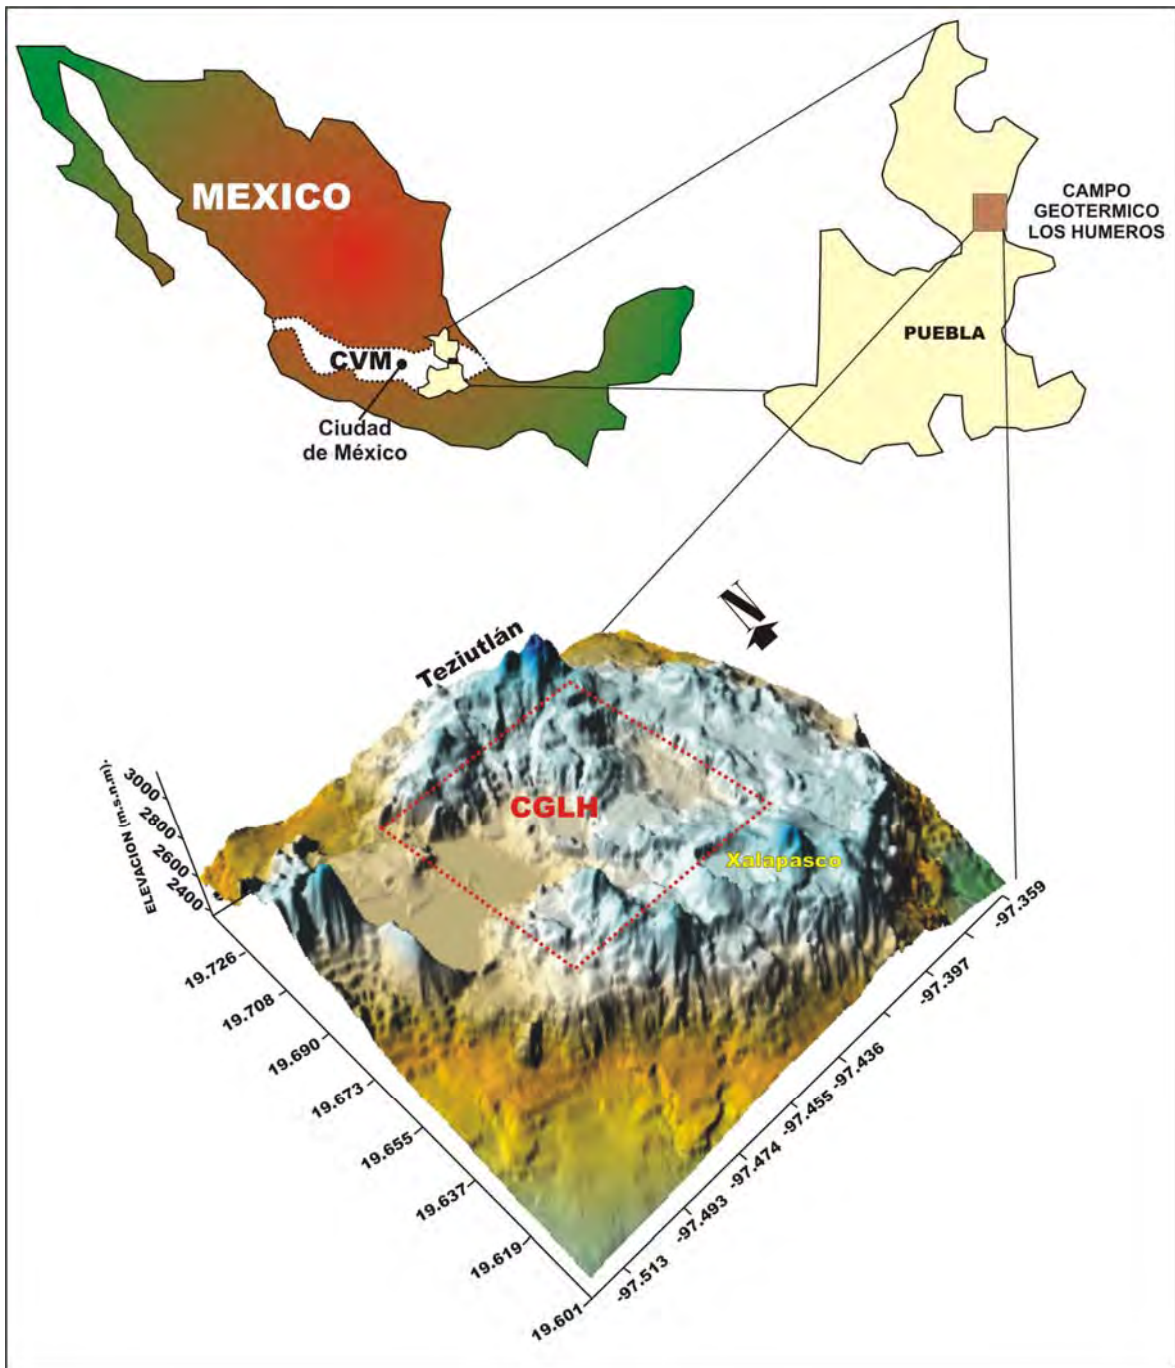 MEXICO
CAMPO
GEOTERMICO
LOS HUMEROS
PUEBLA
CVM
Ciudad
de México
N
Teziutlán
CGLH
Xalapasco
ELEVACION (m.s.n.m).
3000
2800
2600
2400
19.726
19.708
19.690
19.673
19.655
19.637
19.619
19.601
-97.359
-97.397
-97.436
-97.455
-97.474
-97.493
-97.513